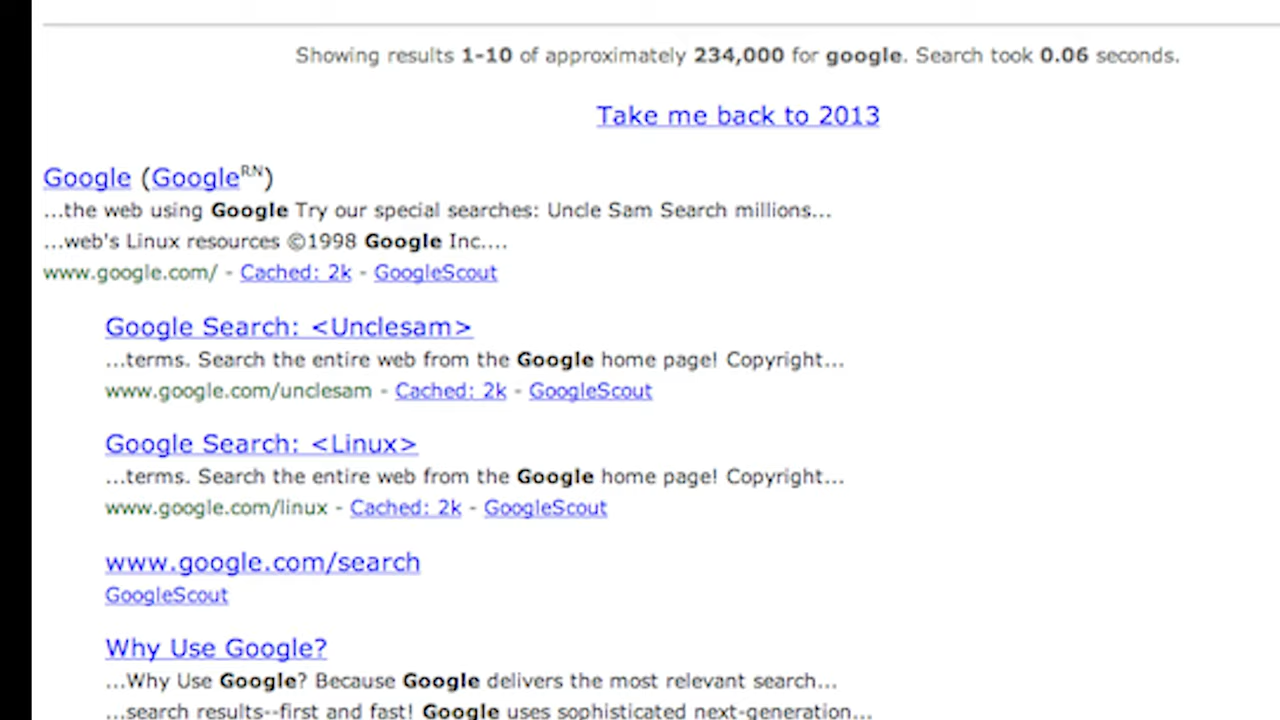 Showing results 1-10 of approximately 234,000 for google. Search took 0.06 seconds.
Take me back to 2013
Google (GoogleRN)
...the web using Google Try our special searches: Uncle Sam Search millions...
...web's Linux resources ©1998 Google Inc....
www.google.com/ - Cached: 2k - GoogleScout
Google Search: <Unclesam>
...terms. Search the entire web from the Google home page! Copyright...
www.google.com/unclesam - Cached: 2k - GoogleScout
Google Search: <Linux>
...terms. Search the entire web from the Google home page! Copyright...
www.google.com/linux - Cached: 2k - GoogleScout
www.google.com/search
GoogleScout
Why Use Google?
...Why Use Google? Because Google delivers the most relevant search...
...search results--first and fast! Google uses sophisticated next-generation...